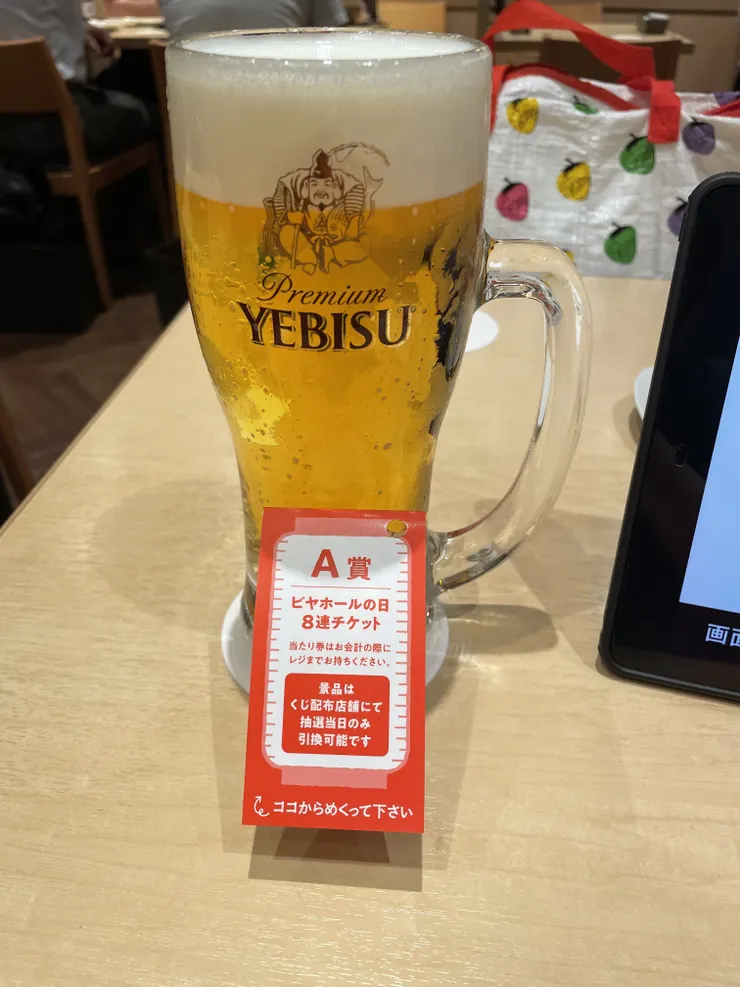 Premium
YEBISU
A賞
ビヤホールの日
8連チケット
当たり券はお会計の際に
レジまでお持ちください。
景品は
くじ配布店舗にて
抽選当日のみ
引換可能です
ココからめくって下さい
画面